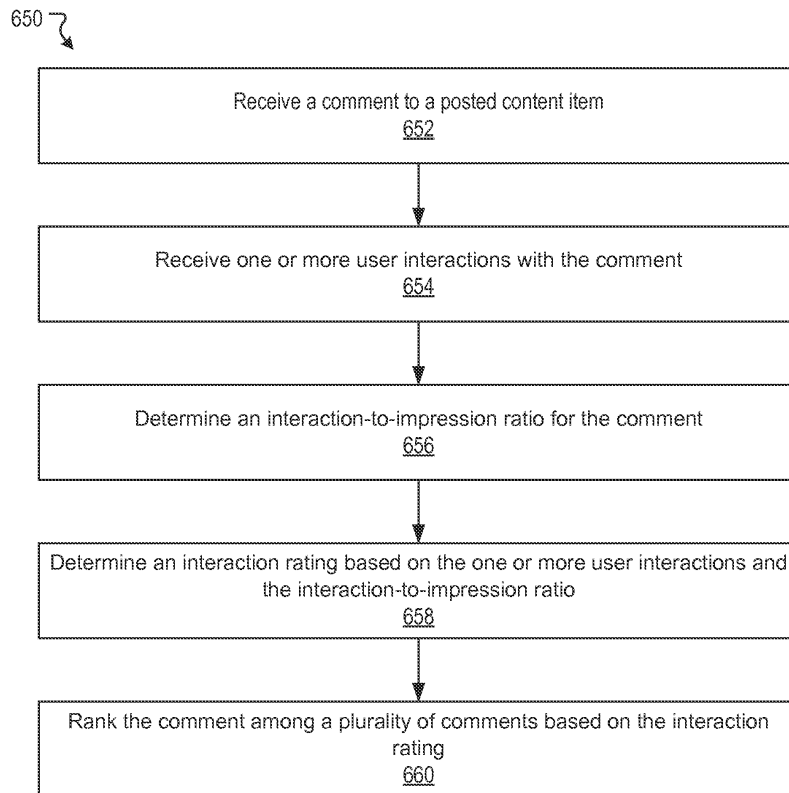 650
Receive a comment to a posted content item
652
Receive one or more user interactions with the comment
654
Determine an interaction-to-impression ratio for the comment
656
Determine an interaction rating based on the one or more user interactions and
the interaction-to-impression ratio
658
Rank the comment among a plurality of comments based on the interaction
rating
660